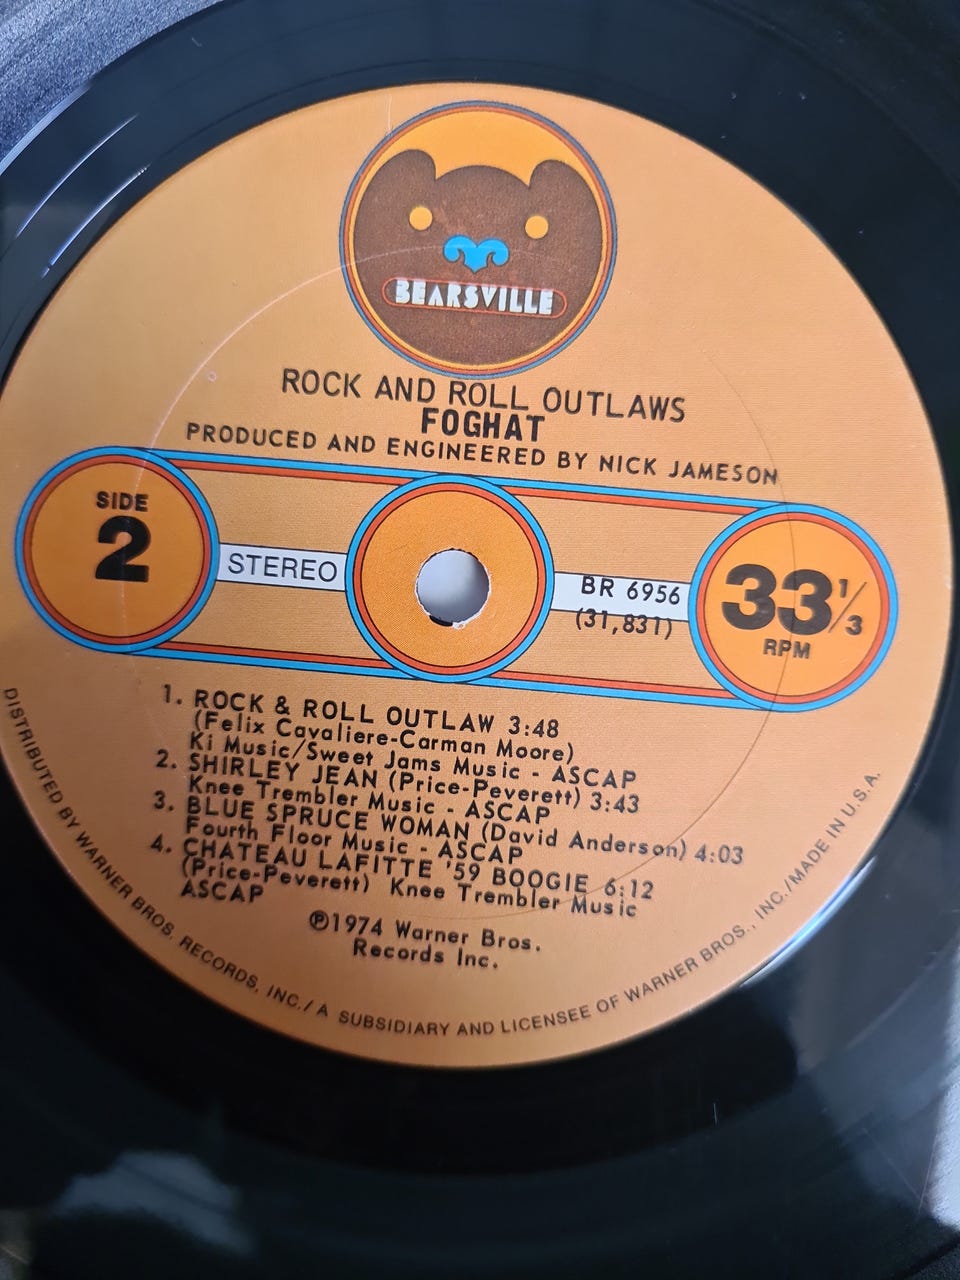 BEARSVILLE
ROCK AND ROLL OUTLAWS
FOGHAT
PRODUCED AND ENGINEERED BY NICK JAMESON
SIDE
2
STEREO
BR 6956
(31,831)
33 1/3
RPM
1. ROCK & ROLL OUTLAW 3:48
(Felix Cavaliere-Carman Moore)
Ki Music/Sweet Jams Music - ASCAP
2. SHIRLEY JEAN (Price-Peverett) 3:43
Knee Trembler Music - ASCAP
3. BLUE SPRUCE WOMAN (David Anderson) 4:03
Fourth Floor Music - ASCAP
4. CHATEAU LAFITTE '59 BOOGIE 6:12
(Price-Peverett) Knee Trembler Music
ASCAP
℗1974 Warner Bros.
Records Inc.
DISTRIBUTED BY WARNER BROS. RECORDS, INC./ A SUBSIDIARY AND LICENSEE OF WARNER BROS., INC./MADE IN U.S.A.